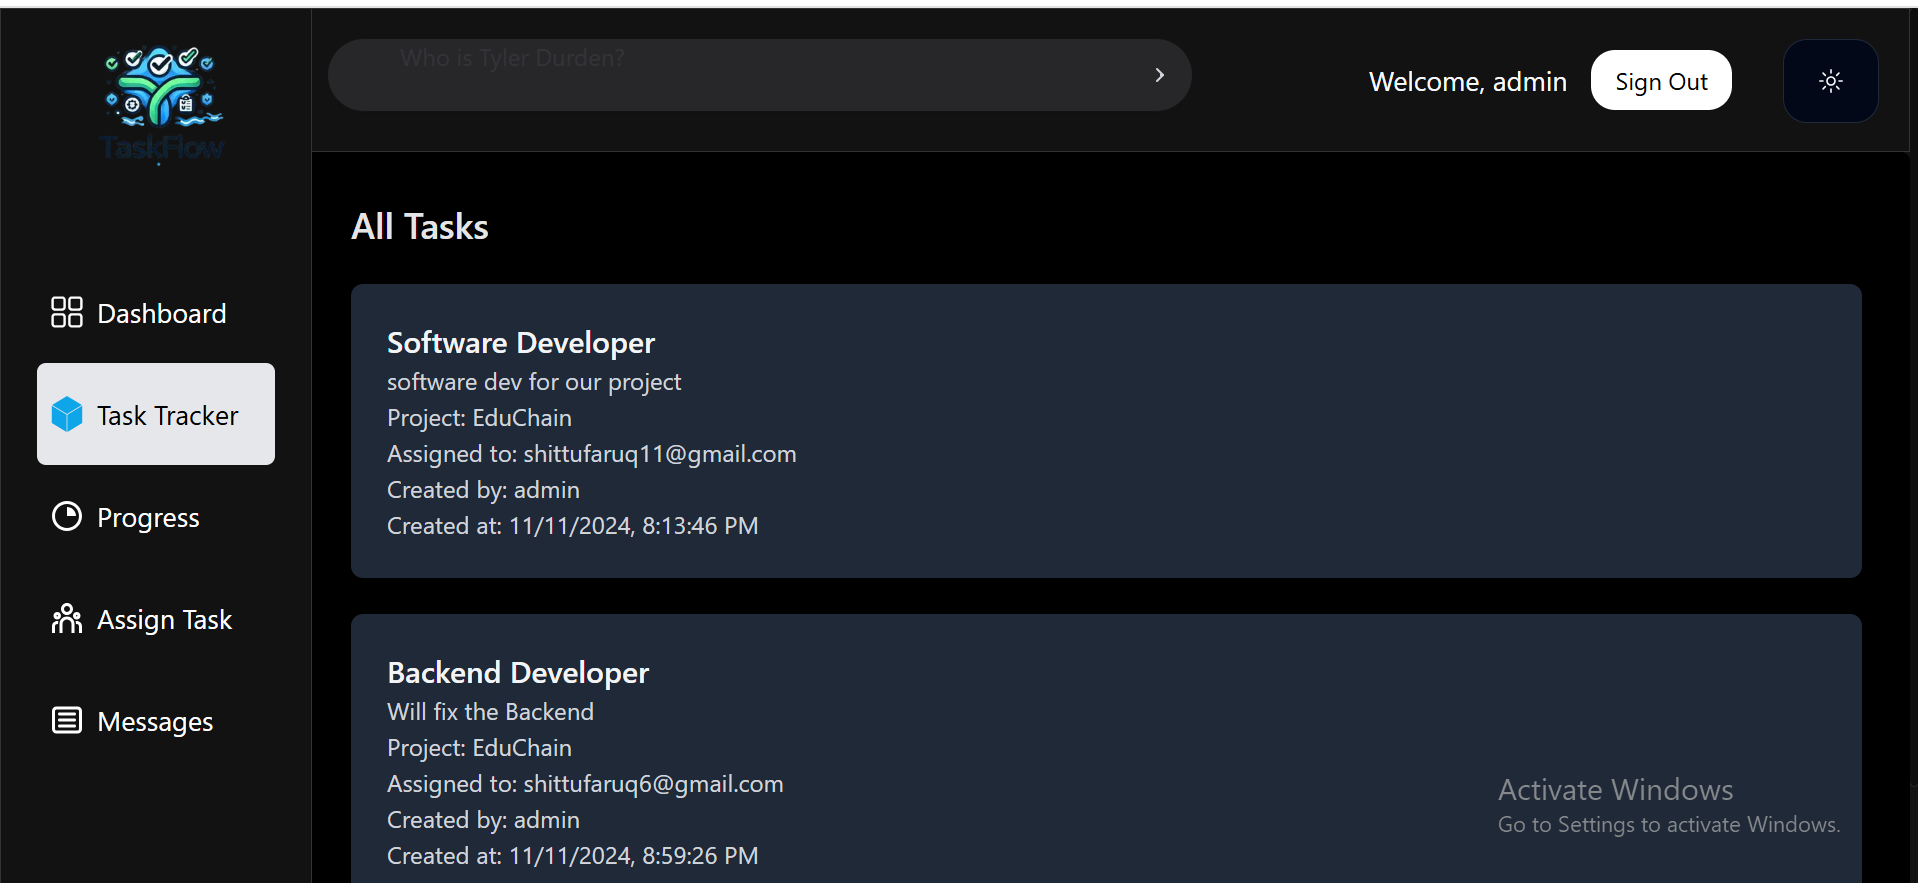 TaskFlow
Who is Tyler Durden?
Welcome, admin
Sign Out
Dashboard
Task Tracker
Progress
Assign Task
Messages
All Tasks
Software Developer
software dev for our project
Project: EduChain
Assigned to: shittufaruq11@gmail.com
Created by: admin
Created at: 11/11/2024, 8:13:46 PM
Backend Developer
Will fix the Backend
Project: EduChain
Assigned to: shittufaruq6@gmail.com
Created by: admin
Created at: 11/11/2024, 8:59:26 PM
Activate Windows
Go to Settings to activate Windows.